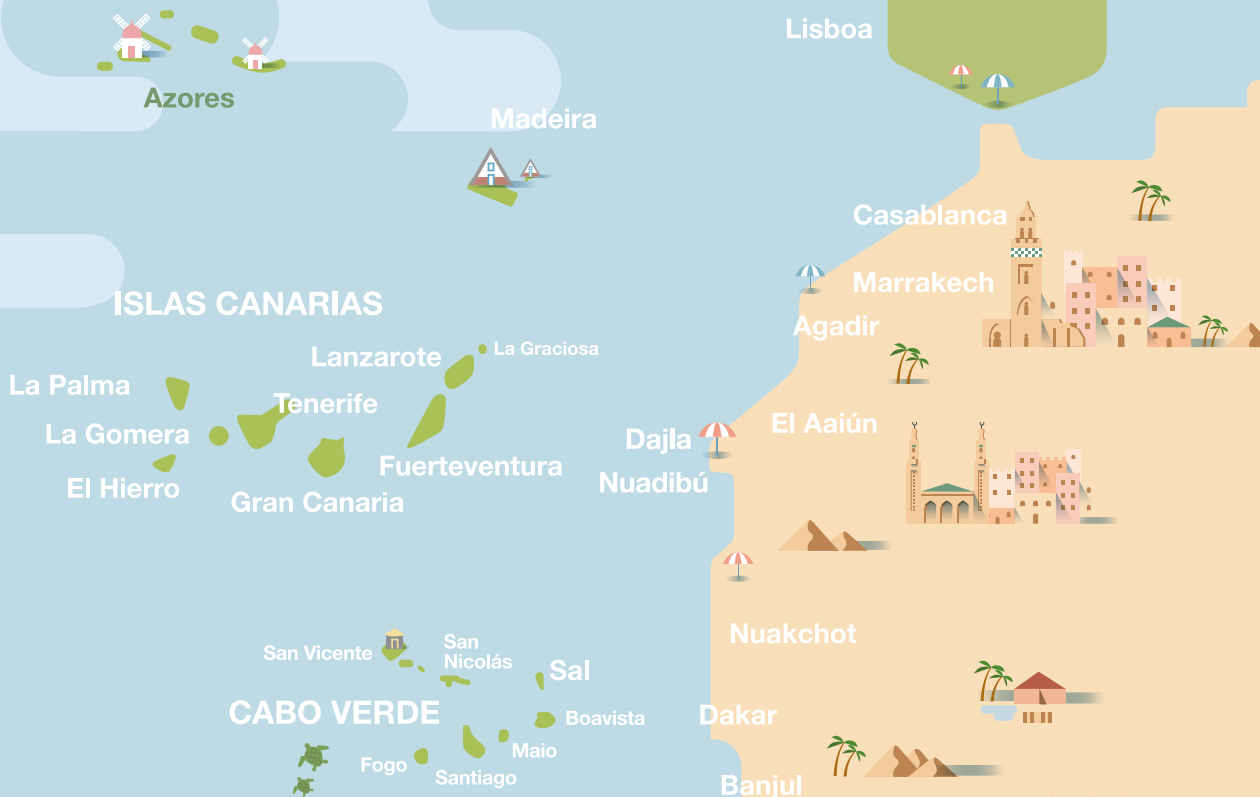 Lisboa
Azores
Madeira
Casablanca
Marrakech
ISLAS CANARIAS
Agadir
La Graciosa
Lanzarote
La Palma
Tenerife
El Aaiún
La Gomera
Dajla
Fuerteventura
Nuadibú
El Hierro
Gran Canaria
Nuakchot
San Vicente
San
Nicolás
Sal
CABO VERDE
Boavista
Dakar
Maio
Fogo
Santiago
Banjul